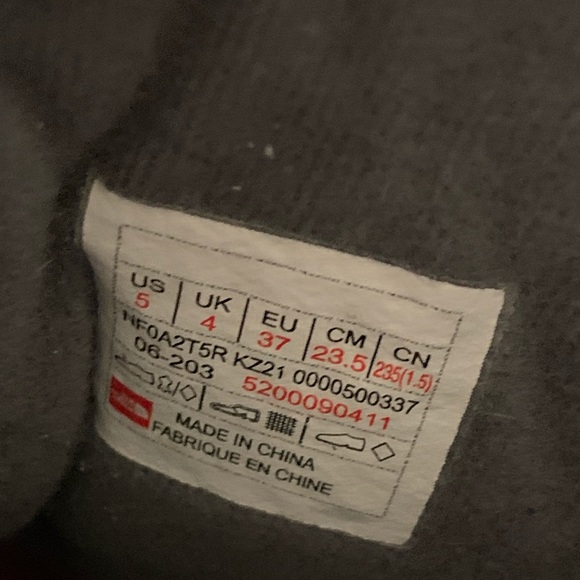 US | UK | EU | CM | CN
5 | 4 | 37 | 23.5 | 235(1.5)
NF0A2T5R KZ21 0000500337
06-203 5200090411
MADE IN CHINA
FABRIQUE EN CHINE